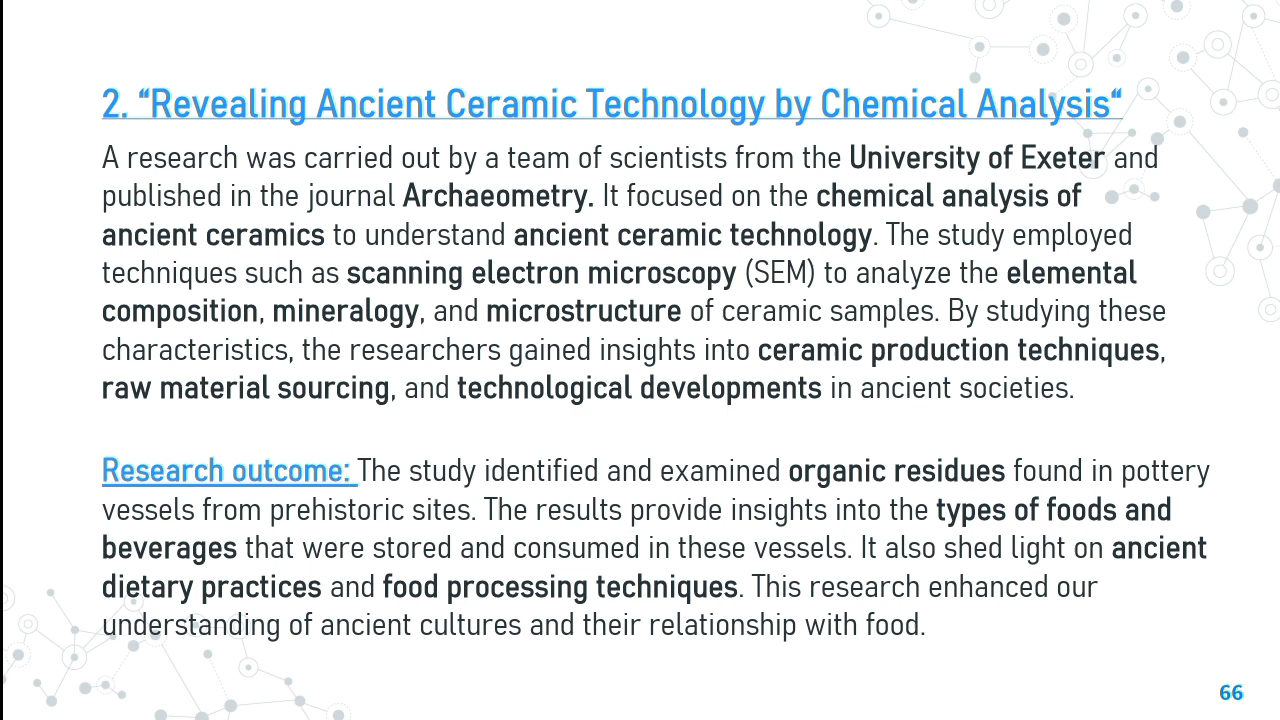 2. “Revealing Ancient Ceramic Technology by Chemical Analysis“
A research was carried out by a team of scientists from the University of Exeter and
published in the journal Archaeometry. It focused on the chemical analysis of
ancient ceramics to understand ancient ceramic technology. The study employed
techniques such as scanning electron microscopy (SEM) to analyze the elemental
composition, mineralogy, and microstructure of ceramic samples. By studying these
characteristics, the researchers gained insights into ceramic production techniques,
raw material sourcing, and technological developments in ancient societies.
Research outcome: The study identified and examined organic residues found in pottery
vessels from prehistoric sites. The results provide insights into the types of foods and
beverages that were stored and consumed in these vessels. It also shed light on ancient
dietary practices and food processing techniques. This research enhanced our
understanding of ancient cultures and their relationship with food.
66